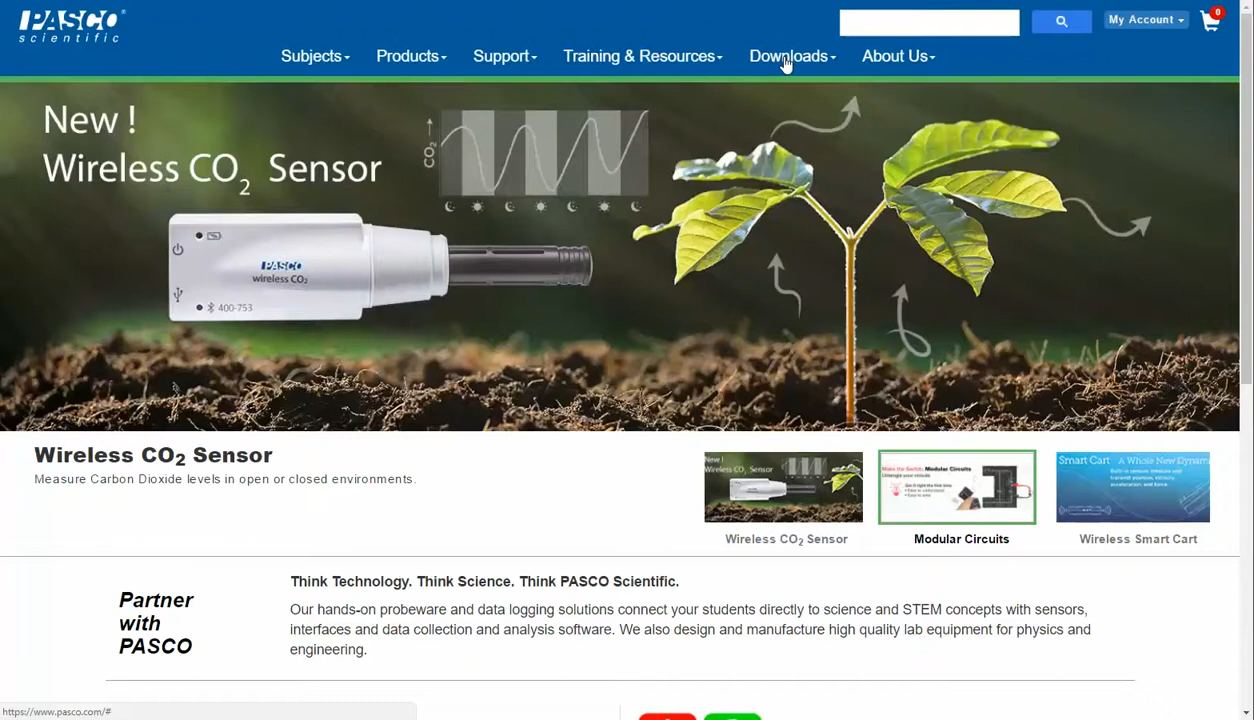 PASCO
scientific
0
My Account
Subjects
Products
Support
Training & Resources
Downloads
About Us
New !
Wireless CO2 Sensor
CO2
PASCO
wireless CO2
400-753
Wireless CO2 Sensor
Measure Carbon Dioxide levels in open or closed environments.
New !
Wireless CO2 Sensor
Modular Circuits
Smart Cart A Whole New Dynami
Wireless CO2 Sensor
Modular Circuits
Wireless Smart Cart
Partner
with
PASCO
Think Technology. Think Science. Think PASCO Scientific.
Our hands-on probeware and data logging solutions connect your students directly to science and STEM concepts with sensors,
interfaces and data collection and analysis software. We also design and manufacture high quality lab equipment for physics and
engineering.
https://www.pasco.com/#